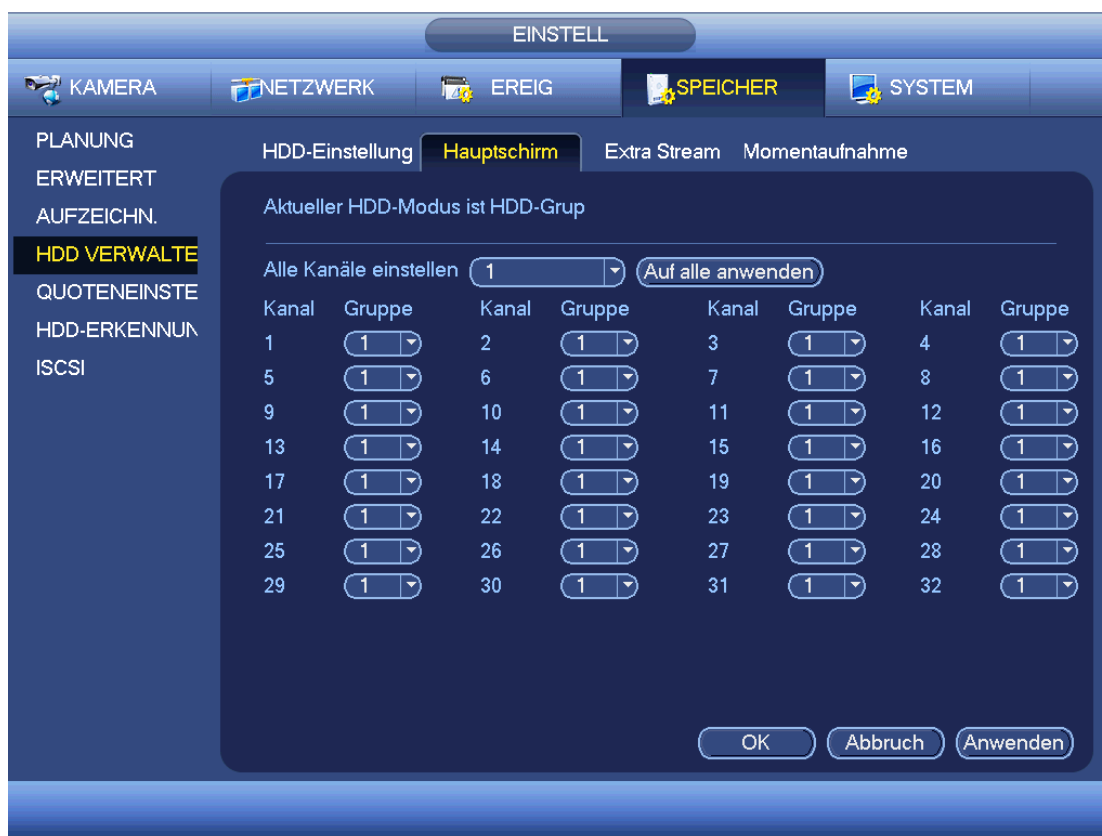 EINSTELL
KAMERA NETZWERK EREIG SPEICHER SYSTEM
PLANUNG
ERWEITERT
AUFZEICHN.
HDD VERWALTE
QUOTENEINSTE
HDD-ERKENNUN
ISCSI
HDD-Einstellung Hauptschirm Extra Stream Momentaufnahme
Aktueller HDD-Modus ist HDD-Grup
Alle Kanäle einstellen 1 Auf alle anwenden
Kanal Gruppe Kanal Gruppe Kanal Gruppe Kanal Gruppe
1 1 2 1 3 1 4 1
5 1 6 1 7 1 8 1
9 1 10 1 11 1 12 1
13 1 14 1 15 1 16 1
17 1 18 1 19 1 20 1
21 1 22 1 23 1 24 1
25 1 26 1 27 1 28 1
29 1 30 1 31 1 32 1
OK Abbruch Anwenden